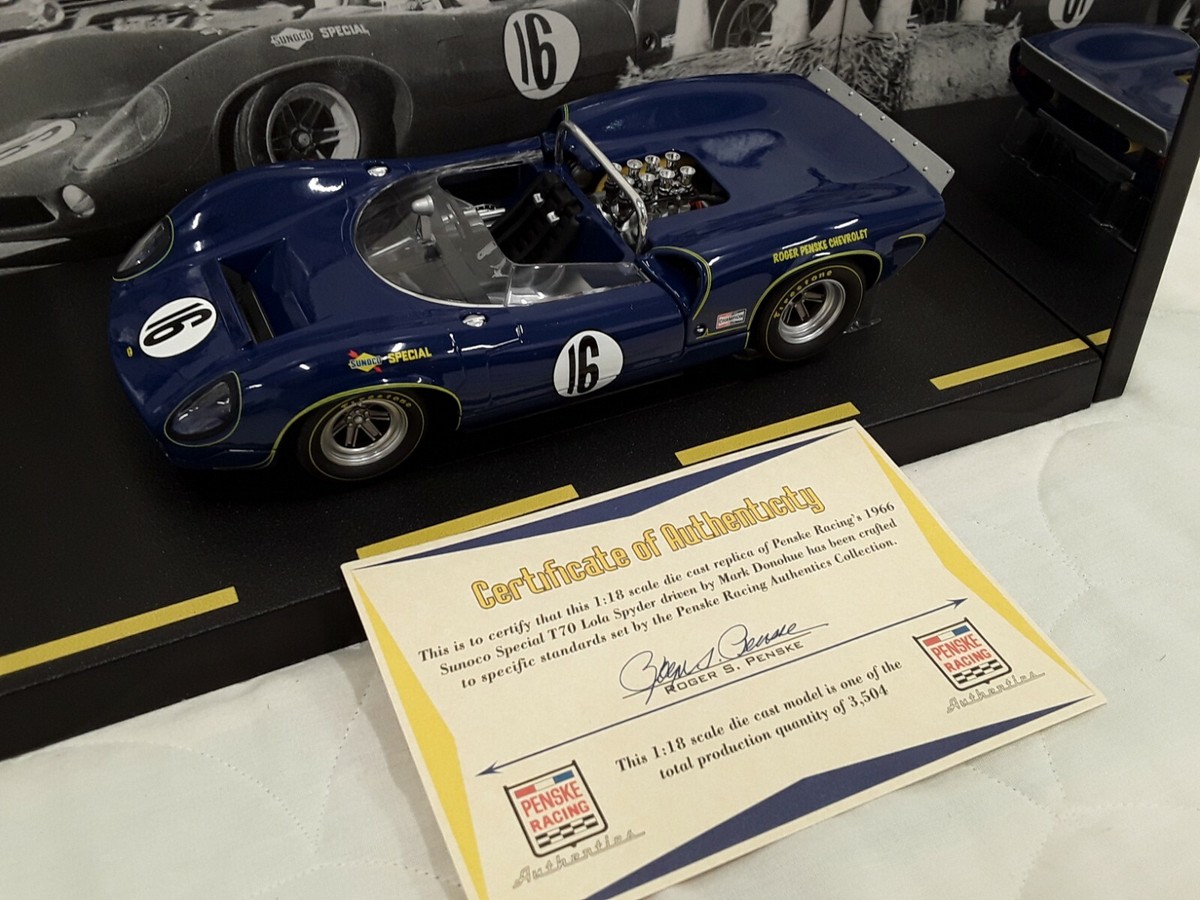 SUNOCO SPECIAL
16
16
SUNOCO SPECIAL
16
ROGER PENSKE CHEVROLET
CHAMPION
Firestone
Firestone
Certificate of Authenticity
This is to certify that this 1:18 scale die cast replica of Penske Racing's 1966
Sunoco Special T70 Lola Spyder driven by Mark Donohue has been crafted
to specific standards set by the Penske Racing Authentics Collection.
Roger S. Penske
ROGER S. PENSKE
This 1:18 scale die cast model is one of the
total production quantity of 3,504
PENSKE
RACING
Authentics
PENSKE
RACING
Authentics